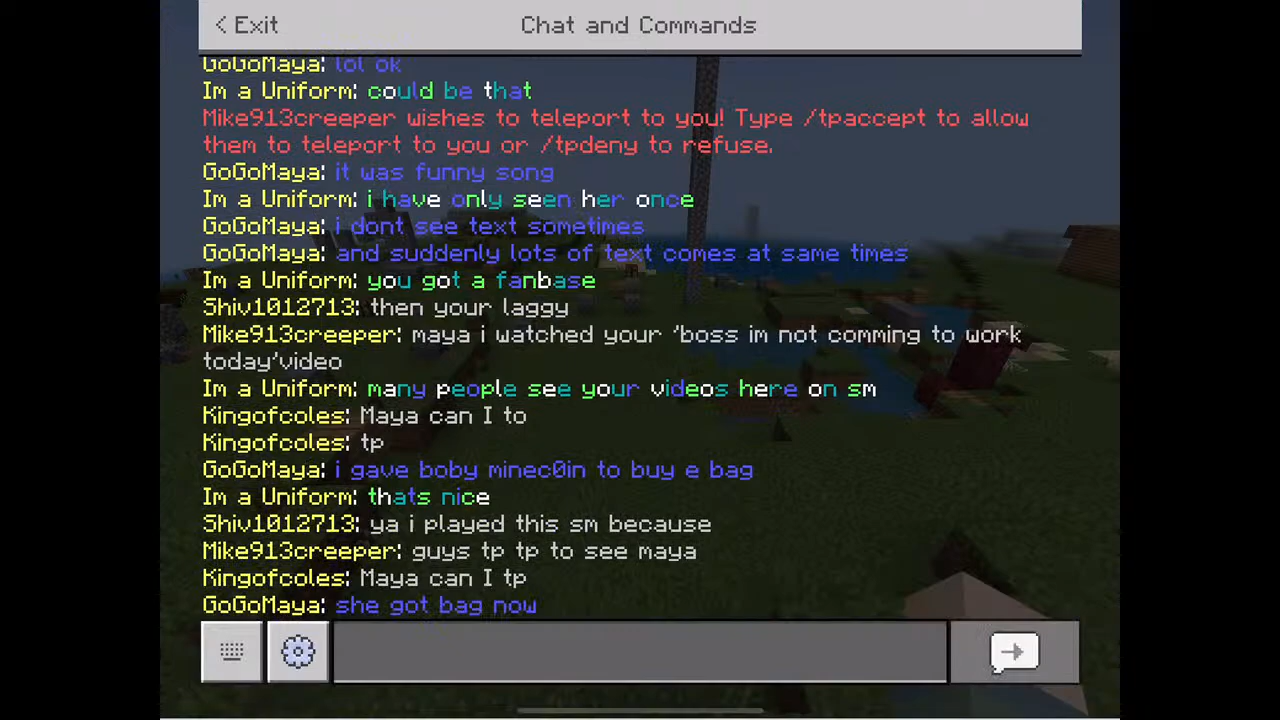 < Exit
Chat and Commands
GoGoMaya: lol ok
Im a Uniform: could be that
Mike913creeper wishes to teleport to you! Type /tpaccept to allow
them to teleport to you or /tpdeny to refuse.
GoGoMaya: it was funny song
Im a Uniform: i have only seen her once
GoGoMaya: i dont see text sometimes
GoGoMaya: and suddenly lots of text comes at same times
Im a Uniform: you got a fanbase
Shiv1012713: then your laggy
Mike913creeper: maya i watched your 'boss im not comming to work
today'video
Im a Uniform: many people see your videos here on sm
Kingofcoles: Maya can I to
Kingofcoles: tp
GoGoMaya: i gave boby minec0in to buy e bag
Im a Uniform: thats nice
Shiv1012713: ya i played this sm because
Mike913creeper: guys tp tp to see maya
Kingofcoles: Maya can I tp
GoGoMaya: she got bag now